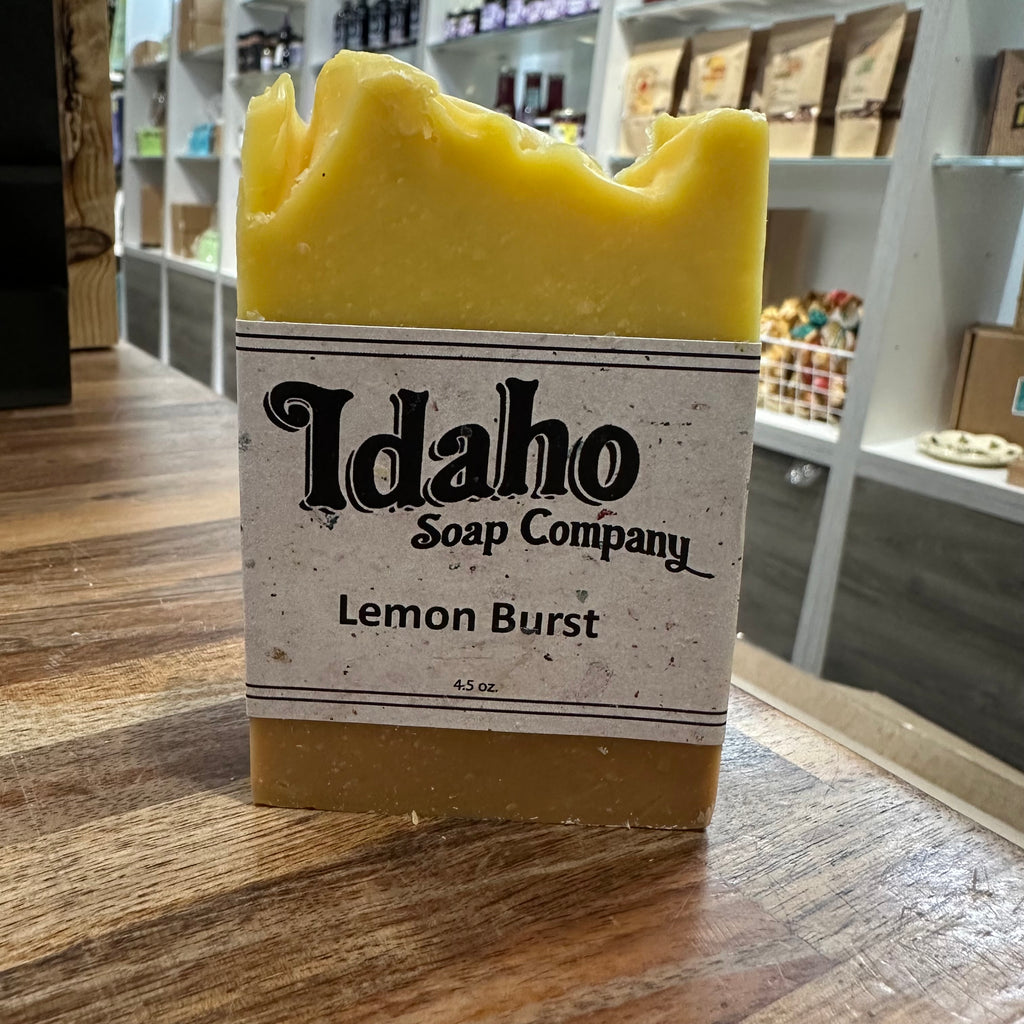 Idaho
Soap Company
Lemon Burst
4.5 oz.